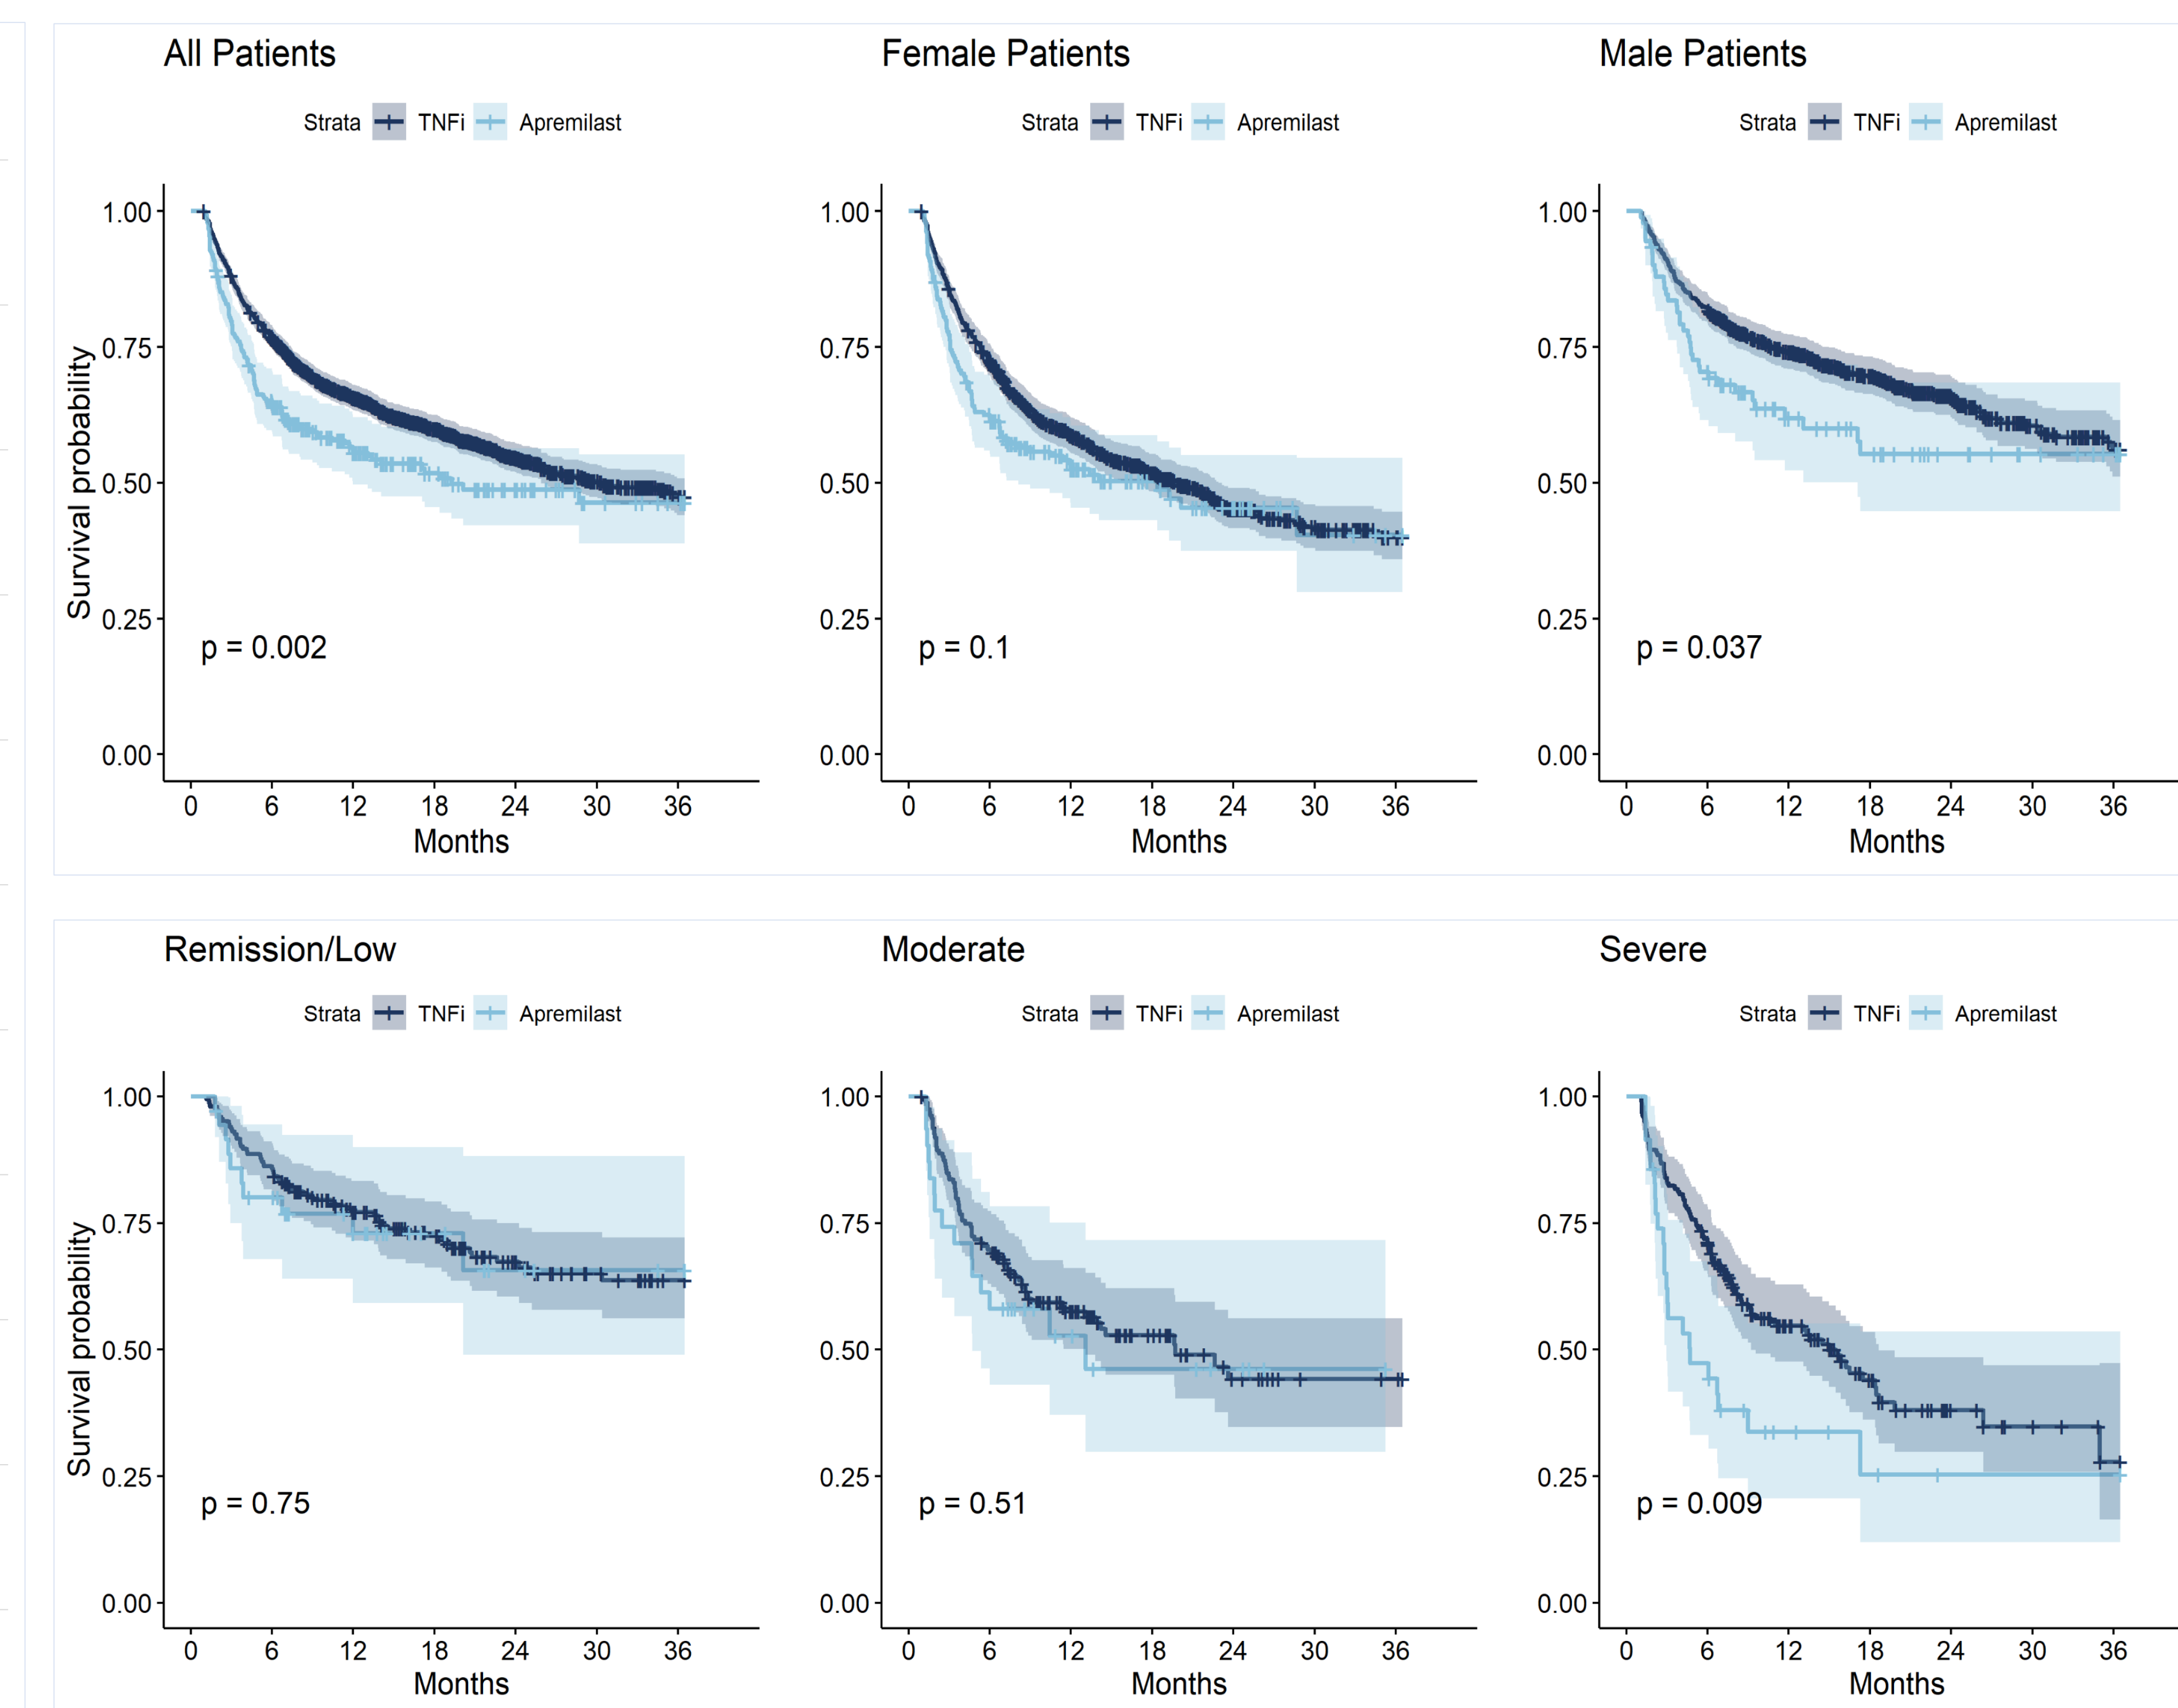 All Patients
Strata TNFi Apremilast
Survival probability
1.00
0.75
0.50
0.25
0.00
p = 0.002
0 6 12 18 24 30 36
Months
Female Patients
Strata TNFi Apremilast
1.00
0.75
0.50
0.25
0.00
p = 0.1
0 6 12 18 24 30 36
Months
Male Patients
Strata TNFi Apremilast
1.00
0.75
0.50
0.25
0.00
p = 0.037
0 6 12 18 24 30 36
Months
Remission/Low
Strata TNFi Apremilast
Survival probability
1.00
0.75
0.50
0.25
0.00
p = 0.75
0 6 12 18 24 30 36
Months
Moderate
Strata TNFi Apremilast
1.00
0.75
0.50
0.25
0.00
p = 0.51
0 6 12 18 24 30 36
Months
Severe
Strata TNFi Apremilast
1.00
0.75
0.50
0.25
0.00
p = 0.009
0 6 12 18 24 30 36
Months